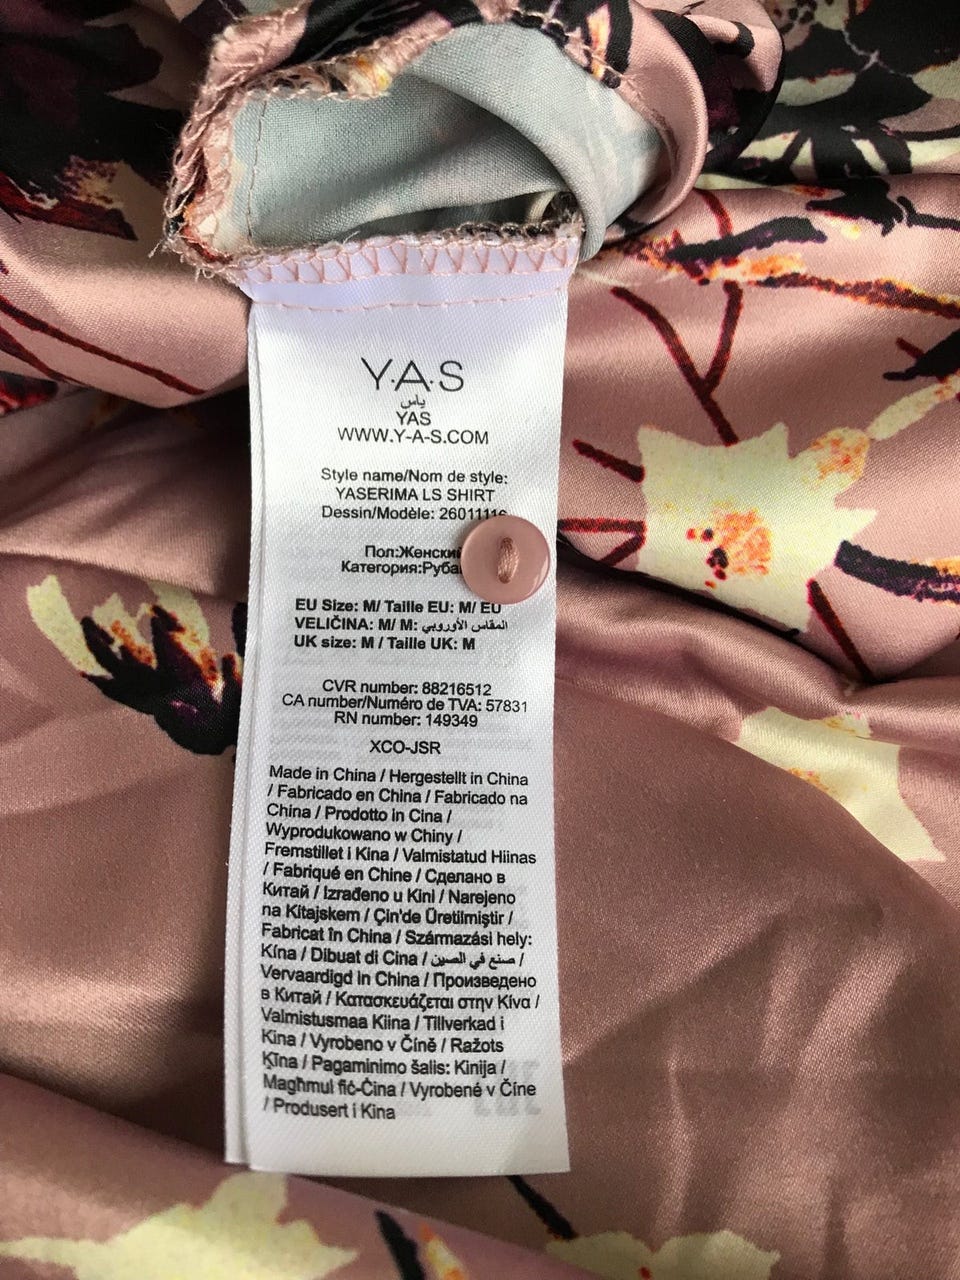 Y·A·S
ياس
YAS
WWW.Y-A-S.COM
Style name/Nom de style:
YASERIMA LS SHIRT
Dessin/Modèle:
Пол:Женский
Категория:
EU Size: M/ Taille EU: M/ EU
VELIČINA: M/ M: المقاس الأوروبي
UK size: M / Taille UK: M
CVR number: 88216512
CA number/Numéro de TVA: 57831
RN number: 149349
XCO-JSR
Made in China / Hergestellt in China
/ Fabricado en China / Fabricado na
China / Prodotto in Cina /
Wyprodukowano w Chiny /
Fremstillet i Kina / Valmistatud Hiinas
/ Fabriqué en Chine / Сделано в
Китай / Izrađeno u Kini / Narejeno
na Kitajskem / Çin'de Üretilmiştir /
Fabricat în China / Származási hely:
Kína / Dibuat di Cina / صنع في الصين /
Vervaardigd in China / Произведено
в Китай / Κατασκευάζεται στην Κίνα /
Valmistusmaa Kiina / Tillverkad i
Kina / Vyrobeno v Číně / Ražots
Ķīna / Pagaminimo šalis: Kinija /
Magħmul fiċ-Ċina / Vyrobené v Číne
/ Produsert i Kina